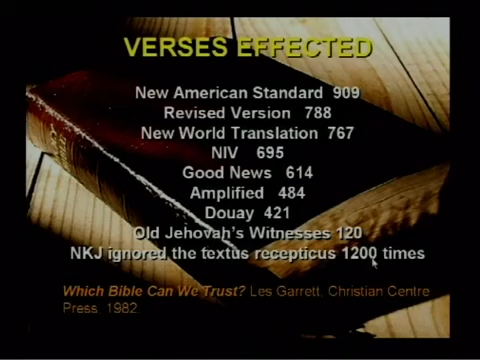 VERSES EFFECTED
New American Standard 909
Revised Version 788
New World Translation 767
NIV 695
Good News 614
Amplified 484
Douay 421
Old Jehovah's Witnesses 120
NKJ ignored the textus recepticus 1200 times
Which Bible Can We Trust? Les Garrett, Christian Centre
Press, 1982.